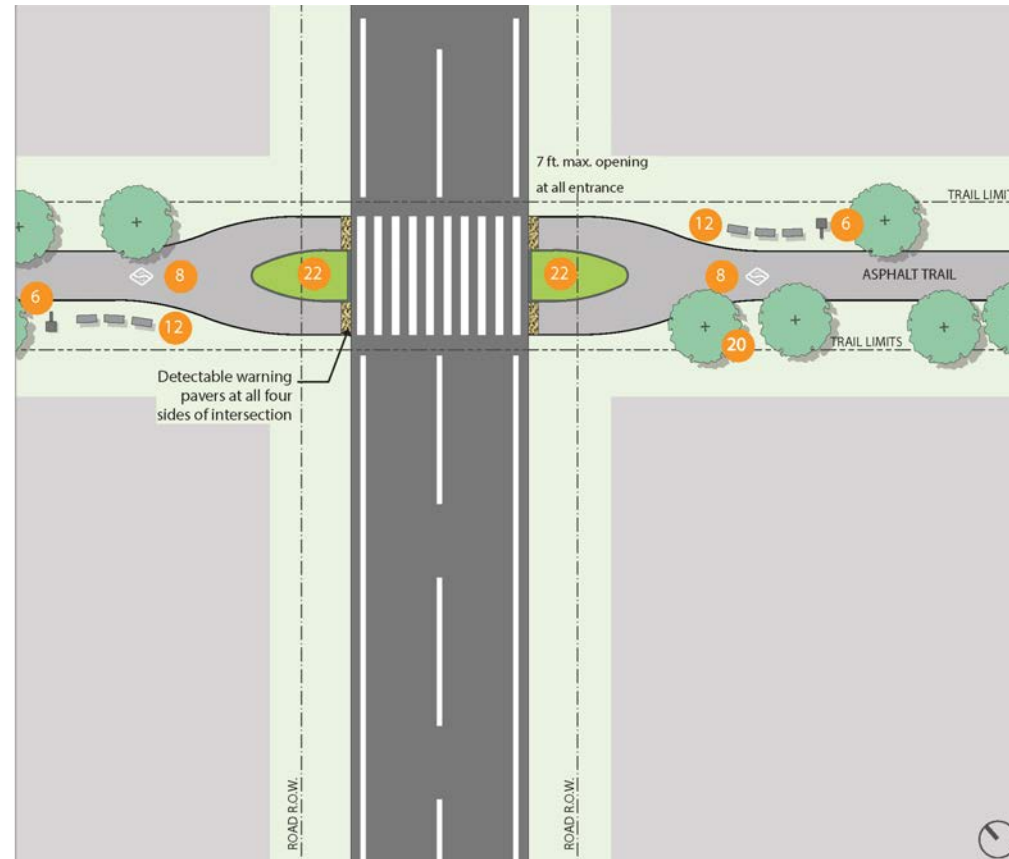 7 ft. max. opening
at all entrance
TRAIL LIMIT
12
6
8
22
22
8
ASPHALT TRAIL
6
12
20
TRAIL LIMITS
Detectable warning
pavers at all four
sides of intersection
ROAD R.O.W.
ROAD R.O.W.